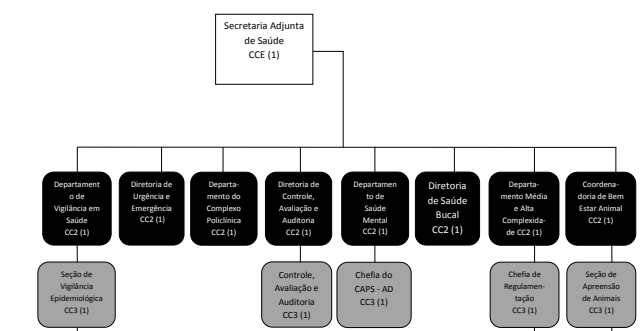 Secretaria Adjunta
de Saúde
CCE (1)
Departament
o de
Vigilância em
Saúde
CC2 (1)
Diretoria de
Urgência e
Emergência
CC2 (1)
Departa-
mento do
Complexo
Policlínica
CC2 (1)
Diretoria de
Controle,
Avaliação e
Auditoria
CC2 (1)
Departamen
to de
Saúde
Mental
CC2 (1)
Diretoria
de Saúde
Bucal
CC2 (1)
Departa-
mento Média
e Alta
Complexida-
de CC2 (1)
Coordena-
doria de Bem
Estar Animal
CC2 (1)
Seção de
Vigilância
Epidemiológica
CC3 (1)
Controle,
Avaliação e
Auditoria
CC3 (1)
Chefia do
CAPS - AD
CC3 (1)
Chefia de
Regulamen-
tação
CC3 (1)
Seção de
Apreensão
de Animais
CC3 (1)